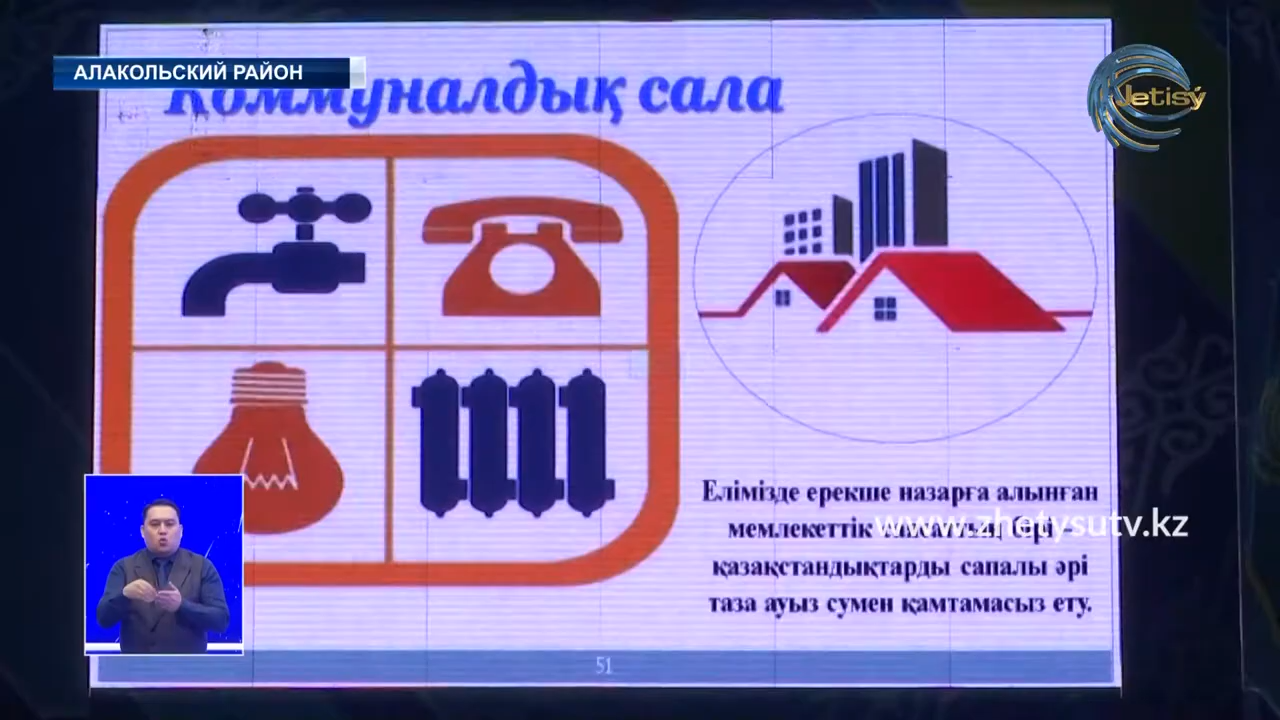 АЛАКОЛЬСКИЙ РАЙОН
Jetisý
Коммуналдық сала
Елімізде ерекше назарға алынған
мемлекеттік бірі –
қазақстандықтарды сапалы әрі
таза ауыз сумен қамтамасыз ету.
www.zhetysutv.kz
51